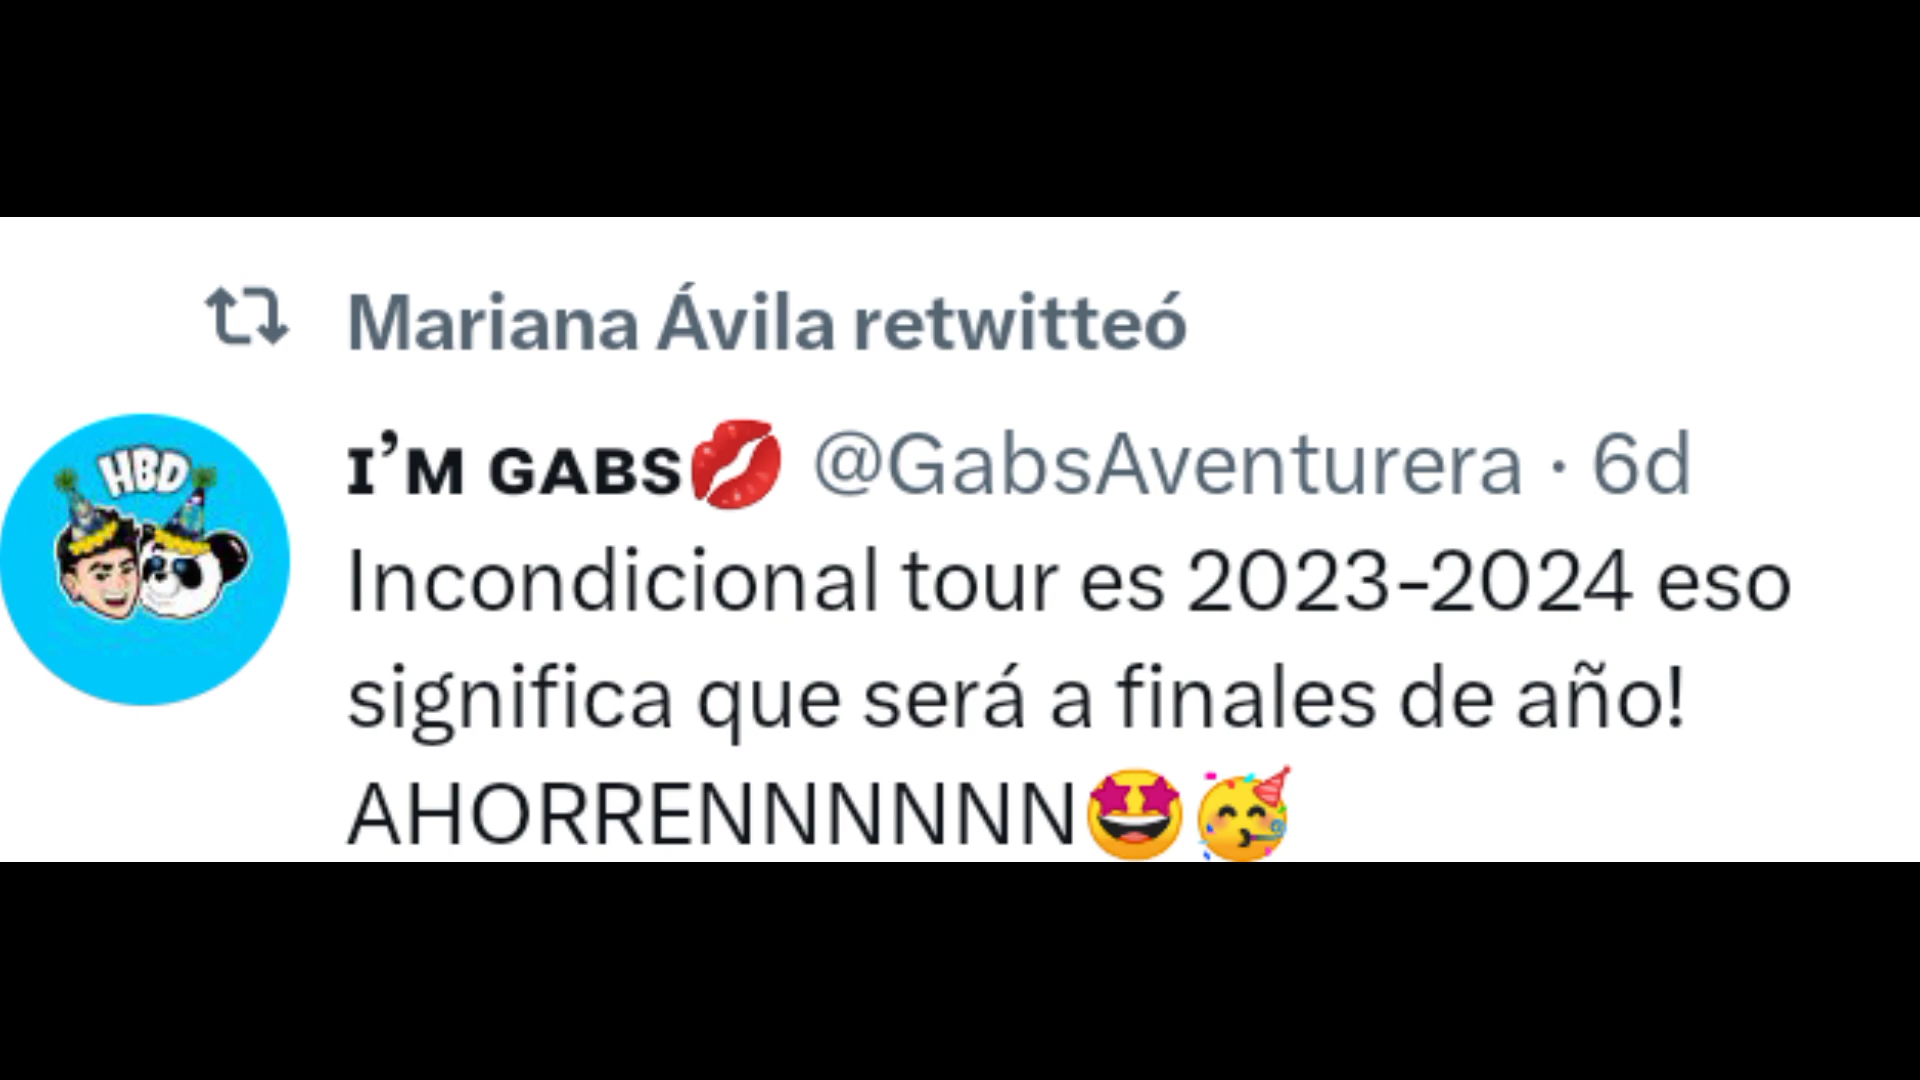 Mariana Ávila retwitteó
HBD
I'M GABS💋 @GabsAventurera · 6d
Incondicional tour es 2023-2024 eso
significa que será a finales de año!
AHORRENNNNNN🤩🥳